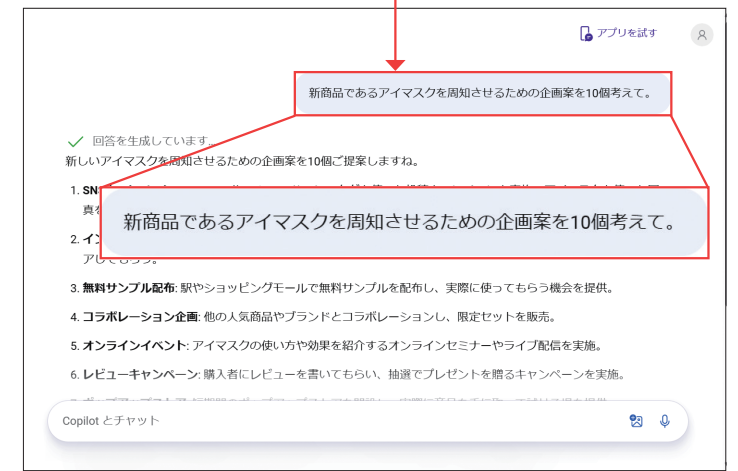 アプリを試す
新商品であるアイマスクを周知させるための企画案を10個考えて。
回答を生成しています...
新しいアイマスクを周知させるための企画案を10個ご提案しますね。
1. SN
真を
新商品であるアイマスクを周知させるための企画案を10個考えて。
2. イン
アしてもらう。
3. 無料サンプル配布: 駅やショッピングモールで無料サンプルを配布し、実際に使ってもらう機会を提供。
4. コラボレーション企画: 他の人気商品やブランドとコラボレーションし、限定セットを販売。
5. オンラインイベント: アイマスクの使い方や効果を紹介するオンラインセミナーやライブ配信を実施。
6. レビューキャンペーン: 購入者にレビューを書いてもらい、抽選でプレゼントを贈るキャンペーンを実施。
Copilot とチャット